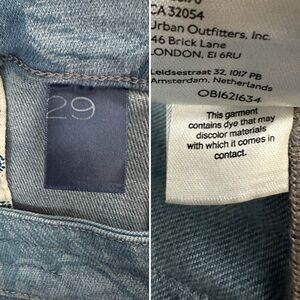 29
CA 32054
Urban Outfitters, Inc.
46 Brick Lane
LONDON, E1 6RU
Leidsestraat 32, 1017 PB
Amsterdam, Netherlands
OB1621634
This garment
contains dye that may
discolor materials
with which it comes in
contact.